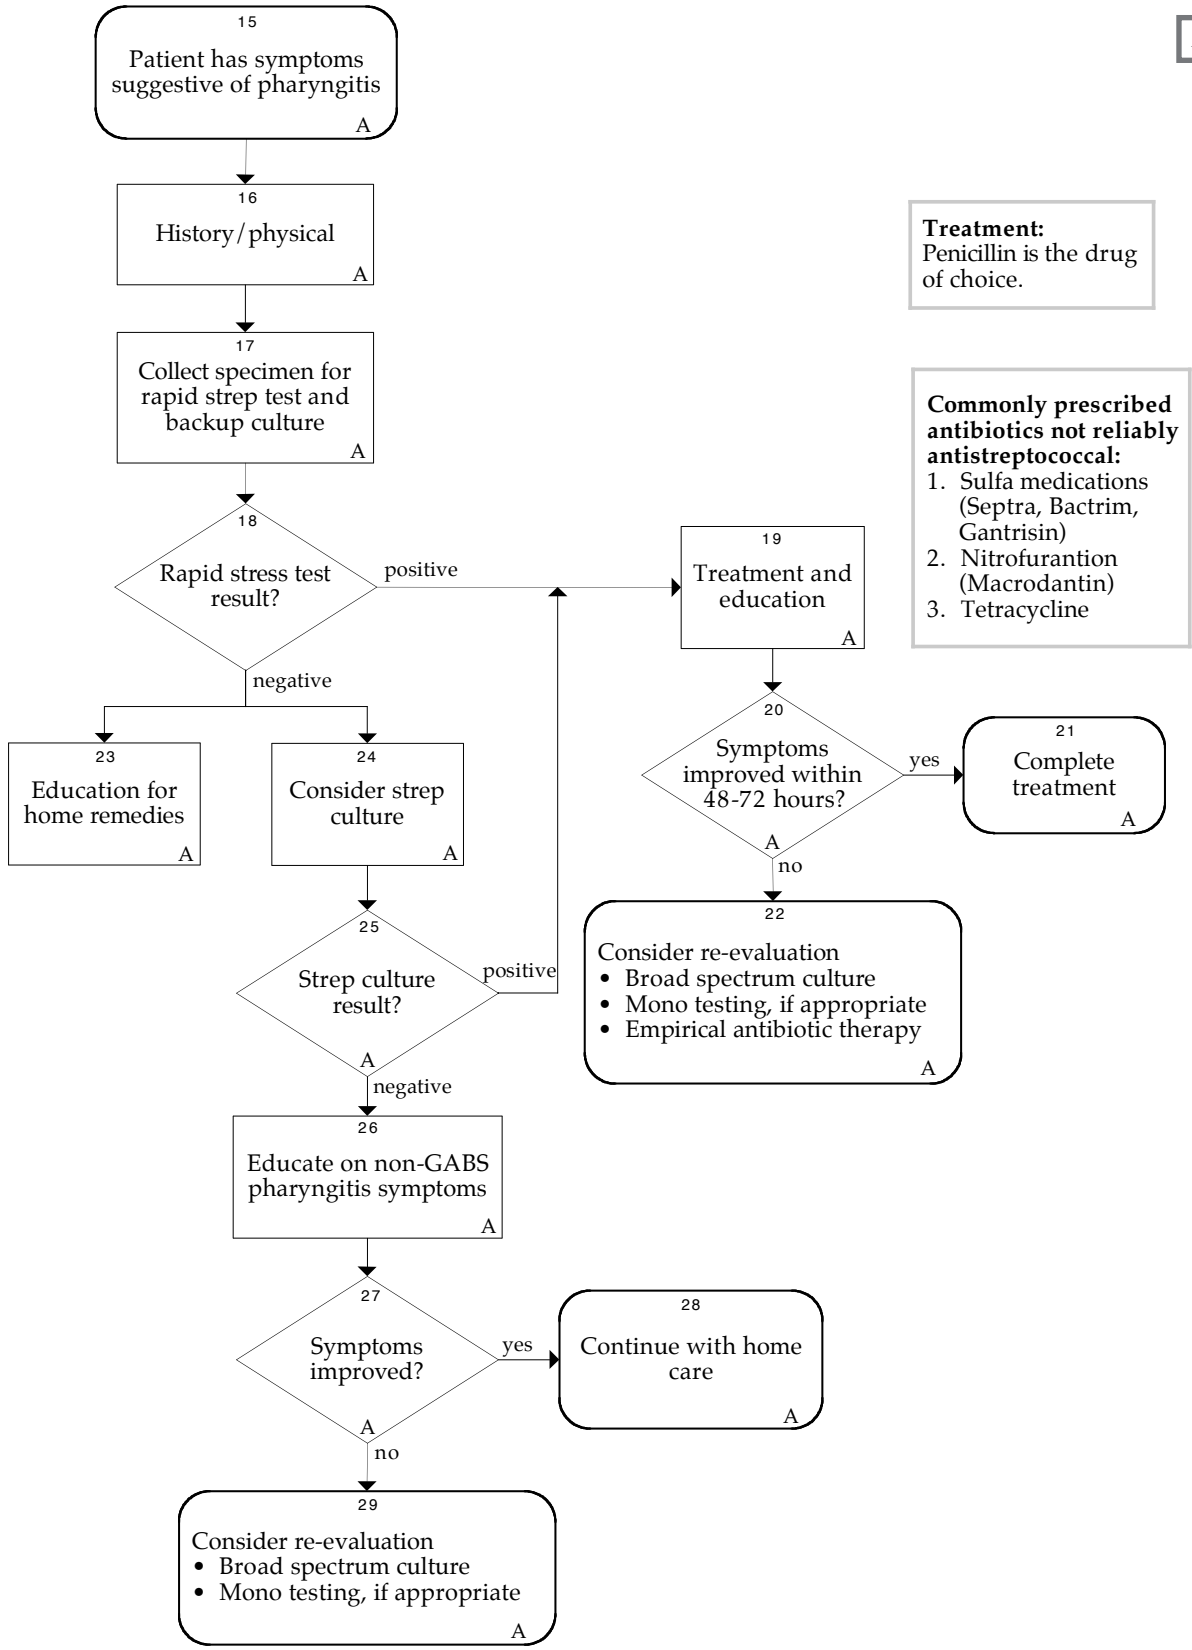 15
Patient has symptoms
suggestive of pharyngitis
A
16
History/physical
A
17
Collect specimen for
rapid strep test and
backup culture
A
18
Rapid stress test
result?
positive
negative
19
Treatment and
education
A
20
Symptoms
improved within
48-72 hours?
A
yes
no
21
Complete
treatment
A
22
Consider re-evaluation
• Broad spectrum culture
• Mono testing, if appropriate
• Empirical antibiotic therapy
A
23
Education for
home remedies
A
24
Consider strep
culture
A
25
Strep culture
result?
A
positive
negative
26
Educate on non-GABS
pharyngitis symptoms
A
27
Symptoms
improved?
A
yes
no
28
Continue with home
care
A
29
Consider re-evaluation
• Broad spectrum culture
• Mono testing, if appropriate
A
Treatment:
Penicillin is the drug
of choice.
Commonly prescribed
antibiotics not reliably
antistreptococcal:
1. Sulfa medications
(Septra, Bactrim,
Gantrisin)
2. Nitrofurantion
(Macrodantin)
3. Tetracycline